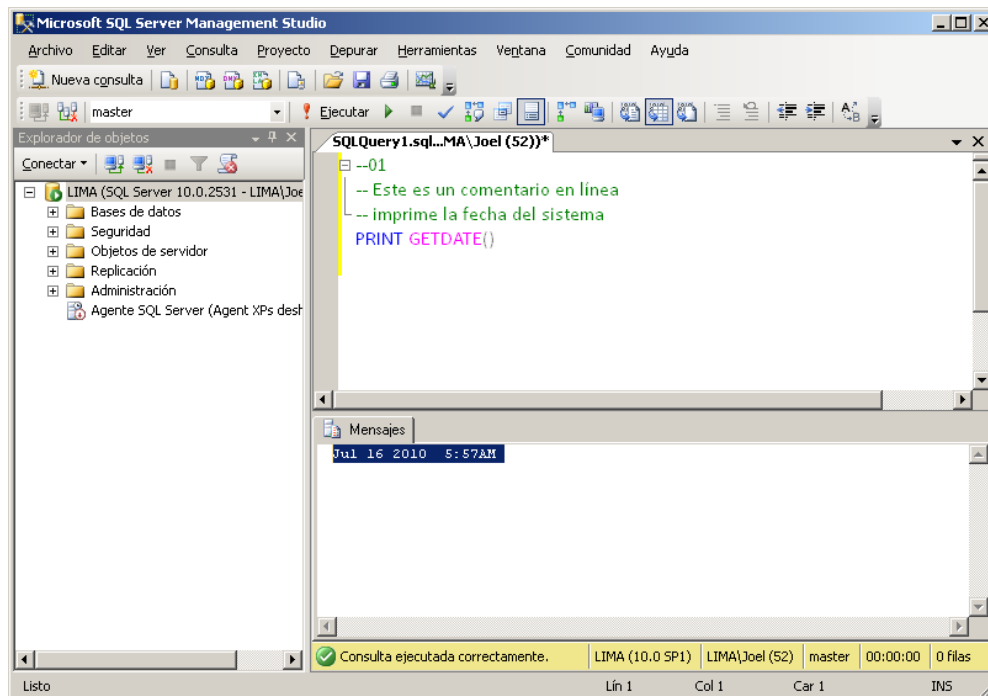 Microsoft SQL Server Management Studio
Archivo Editar Ver Consulta Proyecto Depurar Herramientas Ventana Comunidad Ayuda
Nueva consulta
master
Ejecutar
Explorador de objetos
Conectar
LIMA (SQL Server 10.0.2531 - LIMA\Joe
Bases de datos
Seguridad
Objetos de servidor
Replicación
Administración
Agente SQL Server (Agent XPs desh
SQLQuery1.sql...MA\Joel (52))*
--01
-- Este es un comentario en línea
-- imprime la fecha del sistema
PRINT GETDATE()
Mensajes
Jul 16 2010  5:57AM
Consulta ejecutada correctamente. LIMA (10.0 SP1) LIMA\Joel (52) master 00:00:00 0 filas
Listo Lín 1 Col 1 Car 1 INS